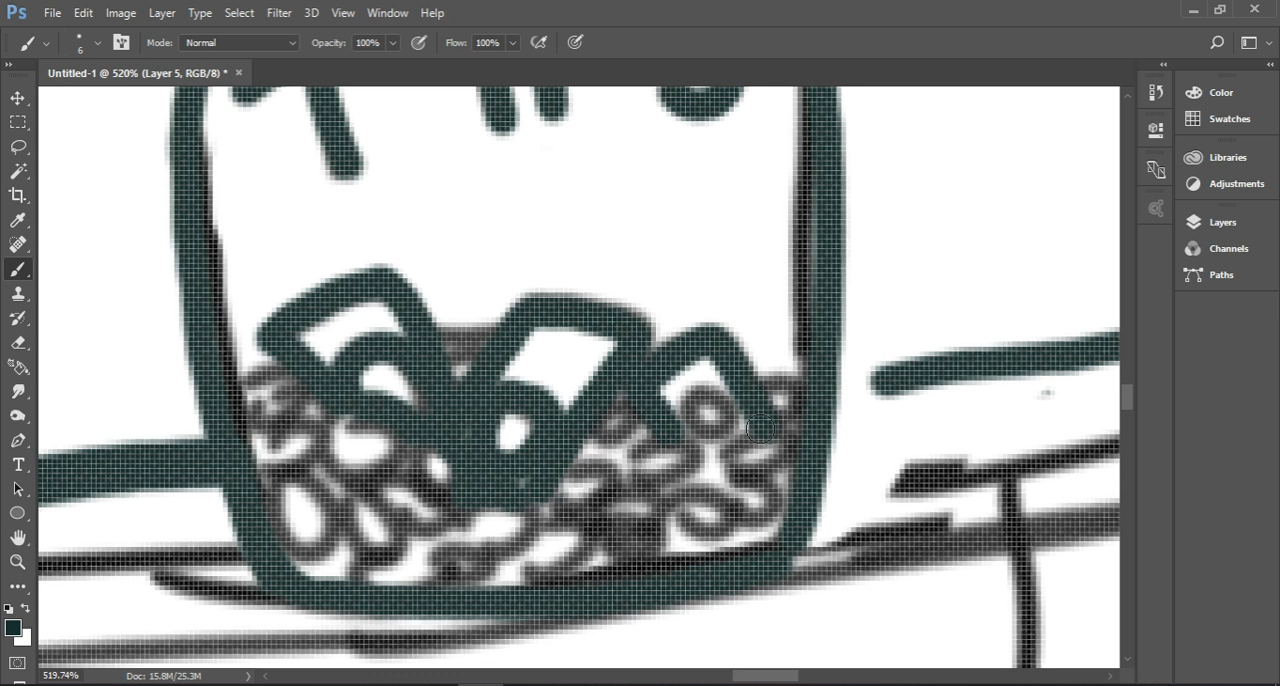 Ps File Edit Image Layer Type Select Filter 3D View Window Help
6 Mode: Normal Opacity: 100% Flow: 100%
Untitled-1 @ 520% (Layer 5, RGB/8) * ×
Color
Swatches
Libraries
Adjustments
Layers
Channels
Paths
519.74% Doc: 15.8M/25.3M